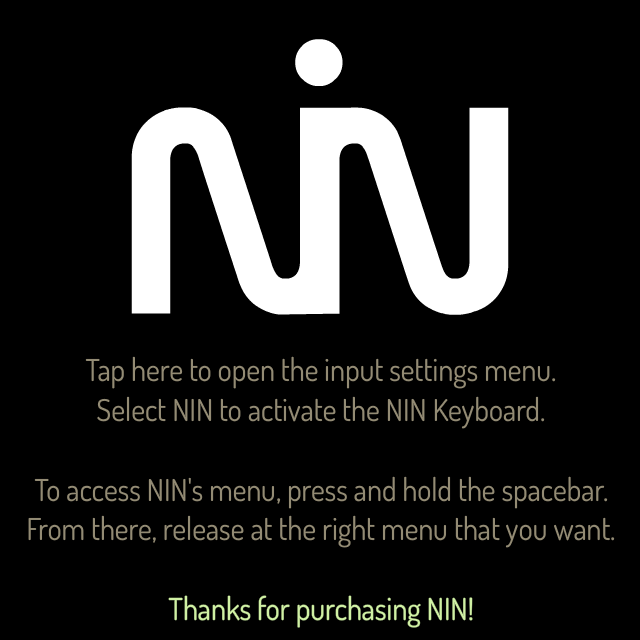 NIN
Tap here to open the input settings menu.
Select NIN to activate the NIN Keyboard.
To access NIN's menu, press and hold the spacebar.
From there, release at the right menu that you want.
Thanks for purchasing NIN!